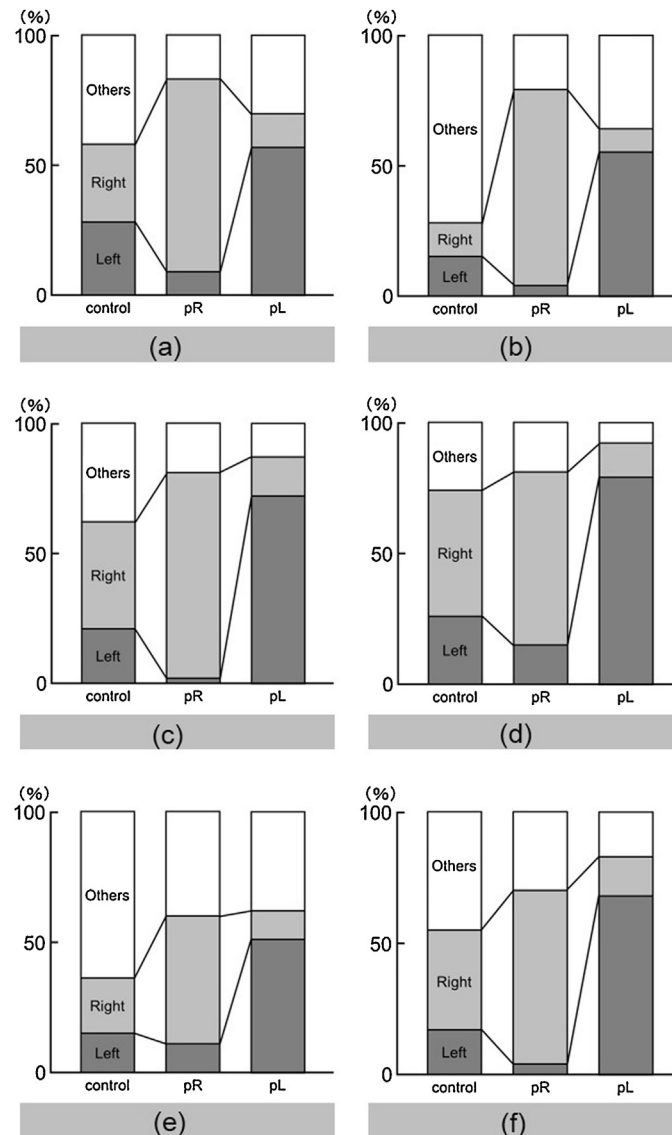 (%)
100
50
0
Others
Right
Left
control pR pL
(a)
(%)
100
50
0
Others
Right
Left
control pR pL
(b)
(%)
100
50
0
Others
Right
Left
control pR pL
(c)
(%)
100
50
0
Others
Right
Left
control pR pL
(d)
(%)
100
50
0
Others
Right
Left
control pR pL
(e)
(%)
100
50
0
Others
Right
Left
control pR pL
(f)